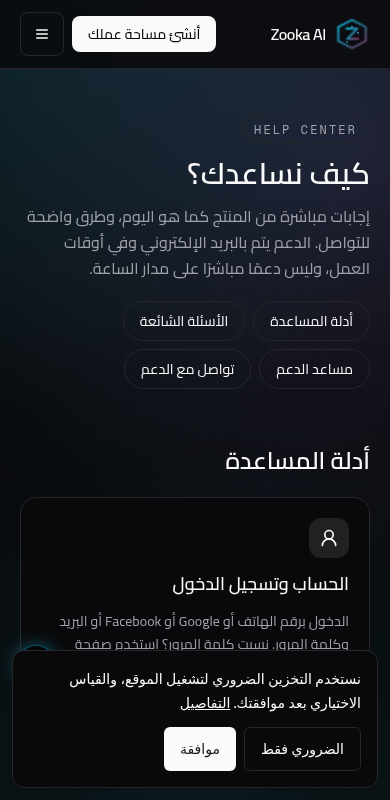 Zooka AI
أنشئ مساحة عملك
HELP CENTER
كيف نساعدك؟
إجابات مباشرة من المنتج كما هو اليوم، وطرق واضحة
للتواصل. الدعم يتم بالبريد الإلكتروني وفي أوقات
العمل، وليس دعمًا مباشرًا على مدار الساعة.
أدلة المساعدة
الأسئلة الشائعة
مساعد الدعم
تواصل مع الدعم
أدلة المساعدة
الحساب وتسجيل الدخول
الدخول برقم الهاتف أو Google أو Facebook أو البريد
وكلمة المرور. نسيت كلمة المرور؟ استخدم صفحة
نستخدم التخزين الضروري لتشغيل الموقع، والقياس
الاختياري بعد موافقتك. التفاصيل
الضروري فقط
موافقة